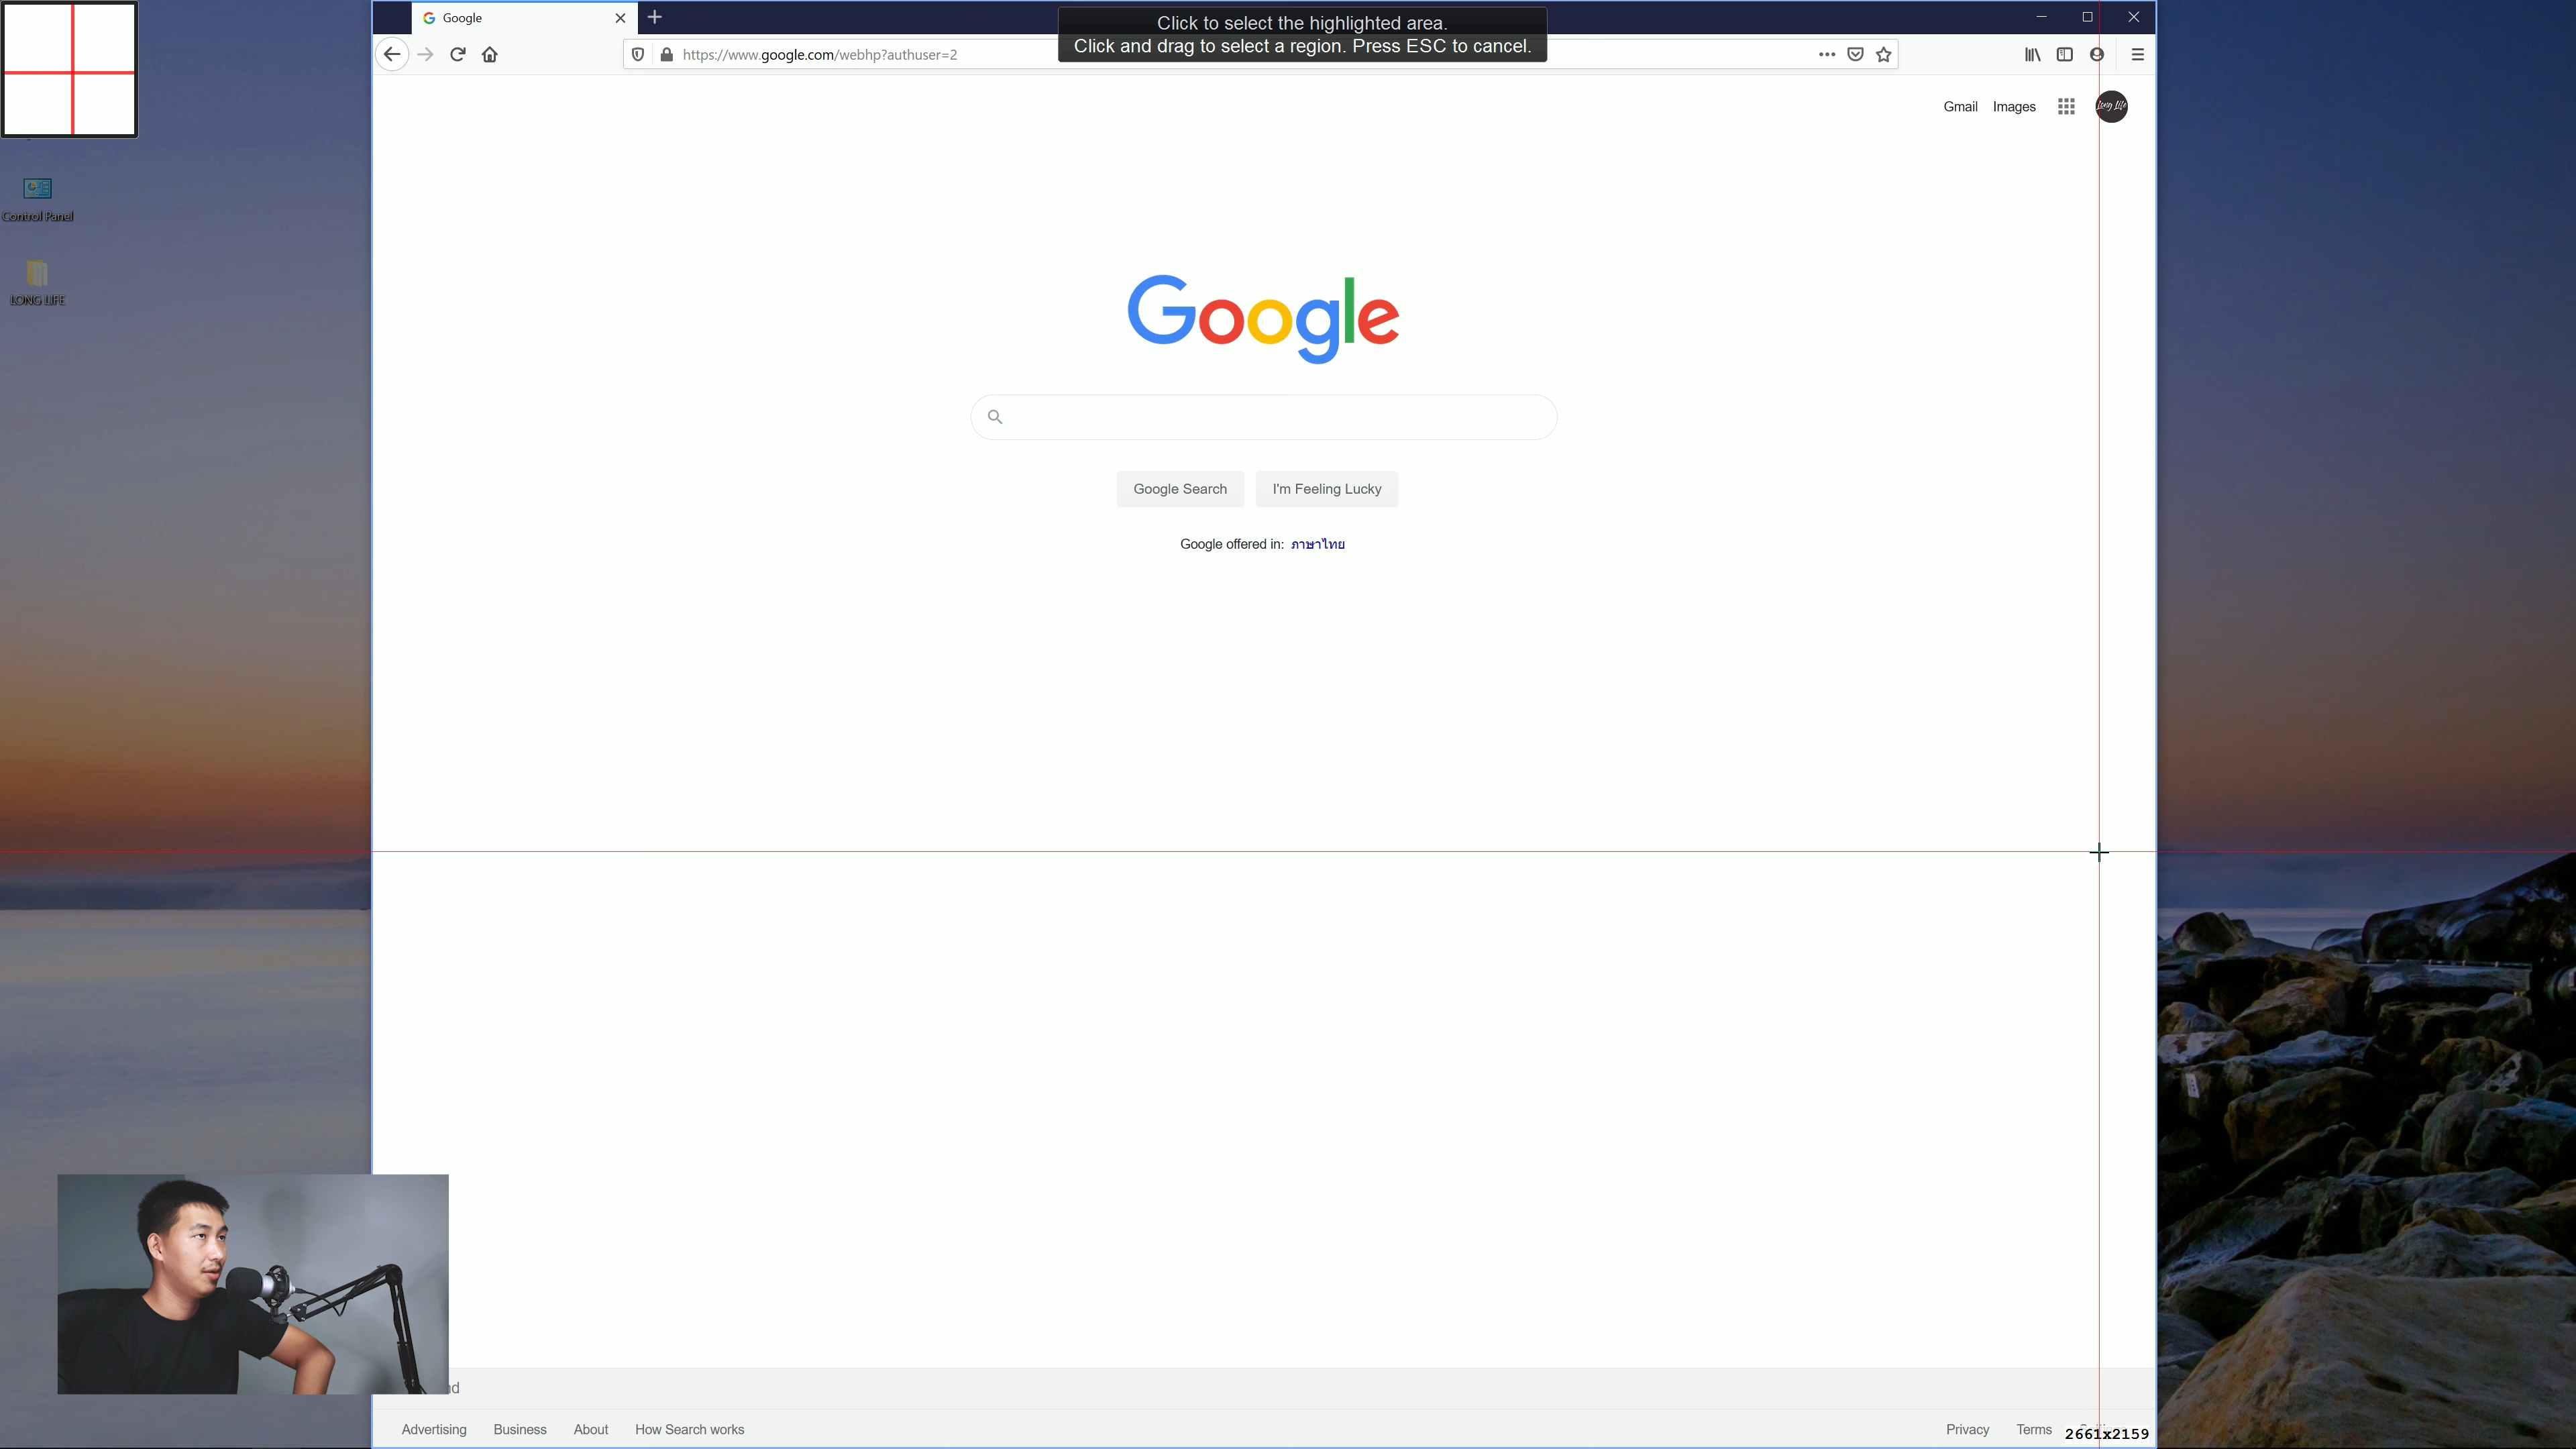 Google
Click to select the highlighted area.
Click and drag to select a region. Press ESC to cancel.
https://www.google.com/webhp?authuser=2
Gmail Images
Long Life
Control Panel
LONG LIFE
Google
Google Search I'm Feeling Lucky
Google offered in: ภาษาไทย
Advertising Business About How Search works
Privacy Terms
2661x2159